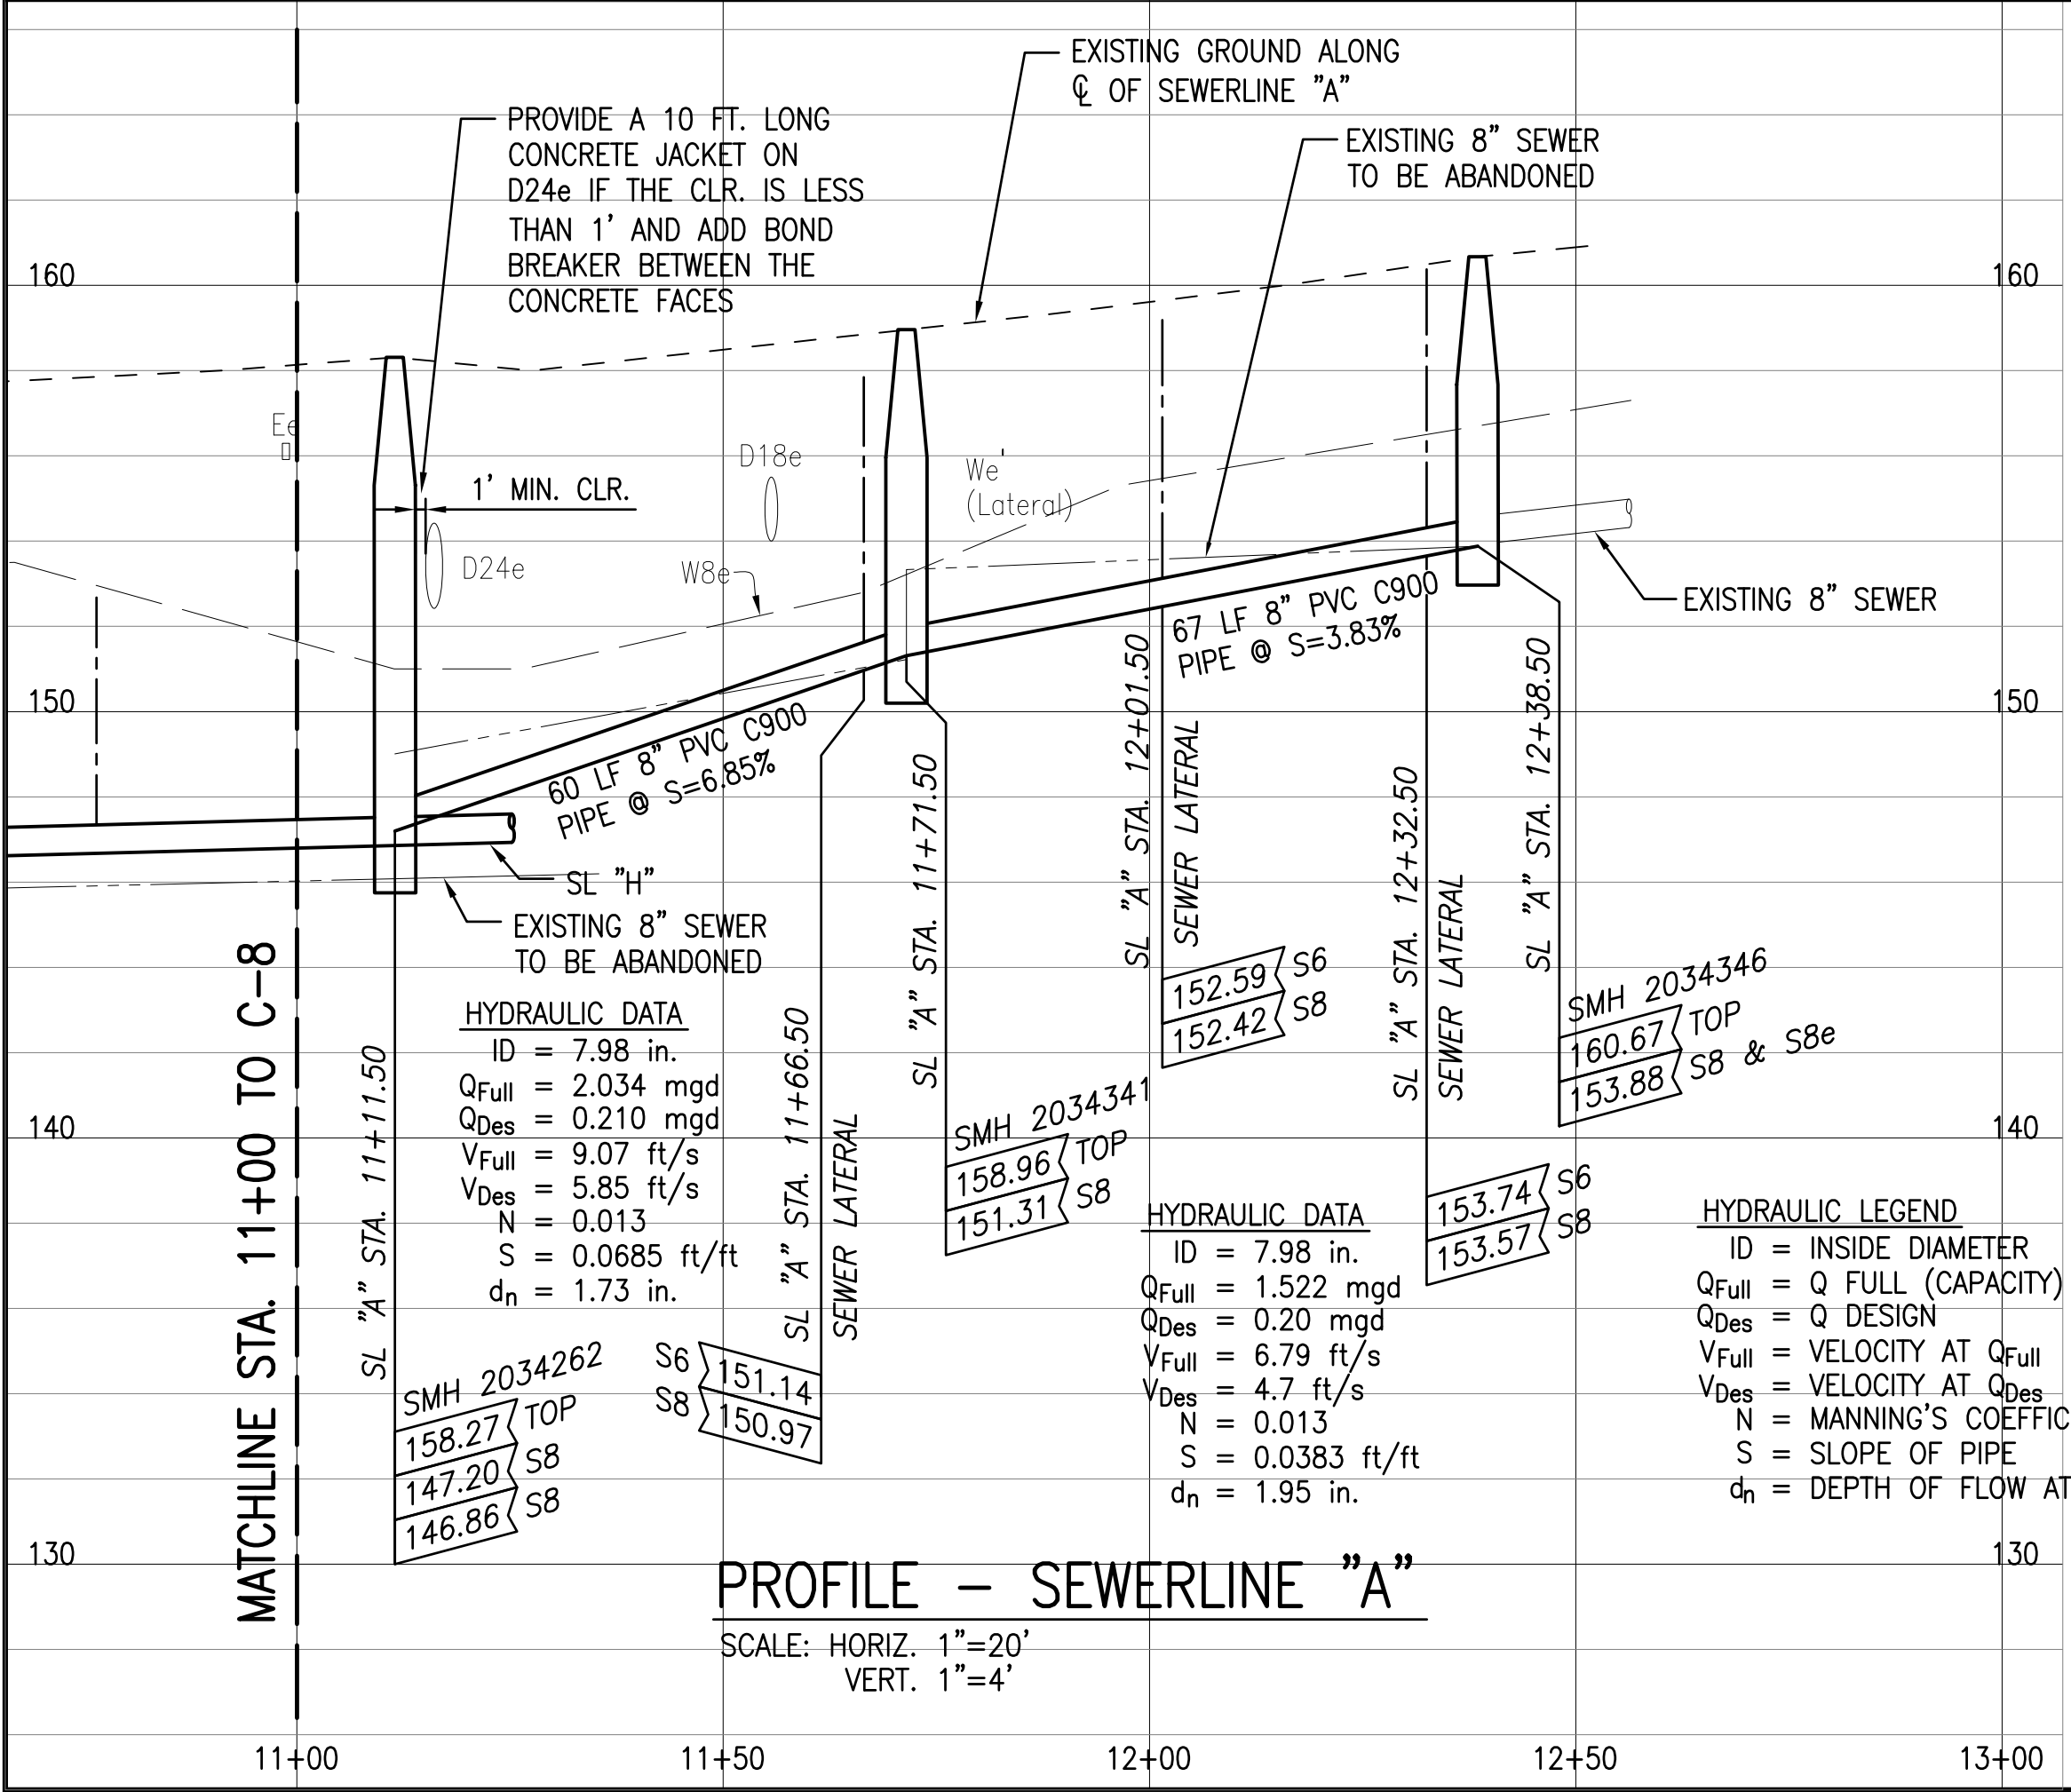 EXISTING GROUND ALONG
℄ OF SEWERLINE "A"
PROVIDE A 10 FT. LONG
CONCRETE JACKET ON
D24e IF THE CLR. IS LESS
THAN 1' AND ADD BOND
BREAKER BETWEEN THE
CONCRETE FACES
EXISTING 8" SEWER
TO BE ABANDONED
160
160
Ee
1' MIN. CLR.
D18e
We'
(Lateral)
D24e
W8e
EXISTING 8" SEWER
67 LF 8" PVC C900
PIPE @ S=3.83%
150
150
60 LF 8" PVC C900
PIPE @ S=6.85%
SL "H"
EXISTING 8" SEWER
TO BE ABANDONED
MATCHLINE STA. 11+00 TO C-8
SL "A" STA. 11+11.50
SMH 2034262
158.27 TOP
147.20 S8
146.86 S8
HYDRAULIC DATA
ID = 7.98 in.
QFull = 2.034 mgd
QDes = 0.210 mgd
VFull = 9.07 ft/s
VDes = 5.85 ft/s
N = 0.013
S = 0.0685 ft/ft
dn = 1.73 in.
SL "A" STA. 11+66.50
SEWER LATERAL
S6 151.14
S8 150.97
SL "A" STA. 11+71.50
SMH 2034341
158.96 TOP
151.31 S8
SL "A" STA. 12+01.50
SEWER LATERAL
152.59 S6
152.42 S8
SL "A" STA. 12+32.50
SEWER LATERAL
153.74 S6
153.57 S8
SL "A" STA. 12+38.50
SMH 2034346
160.67 TOP
153.88 S8 & S8e
140
140
HYDRAULIC DATA
ID = 7.98 in.
QFull = 1.522 mgd
QDes = 0.20 mgd
VFull = 6.79 ft/s
VDes = 4.7 ft/s
N = 0.013
S = 0.0383 ft/ft
dn = 1.95 in.
HYDRAULIC LEGEND
ID = INSIDE DIAMETER
QFull = Q FULL (CAPACITY)
QDes = Q DESIGN
VFull = VELOCITY AT QFull
VDes = VELOCITY AT QDes
N = MANNING'S COEFFIC
S = SLOPE OF PIPE
dn = DEPTH OF FLOW AT
130
130
PROFILE - SEWERLINE "A"
SCALE: HORIZ. 1"=20'
VERT. 1"=4'
11+00
11+50
12+00
12+50
13+00